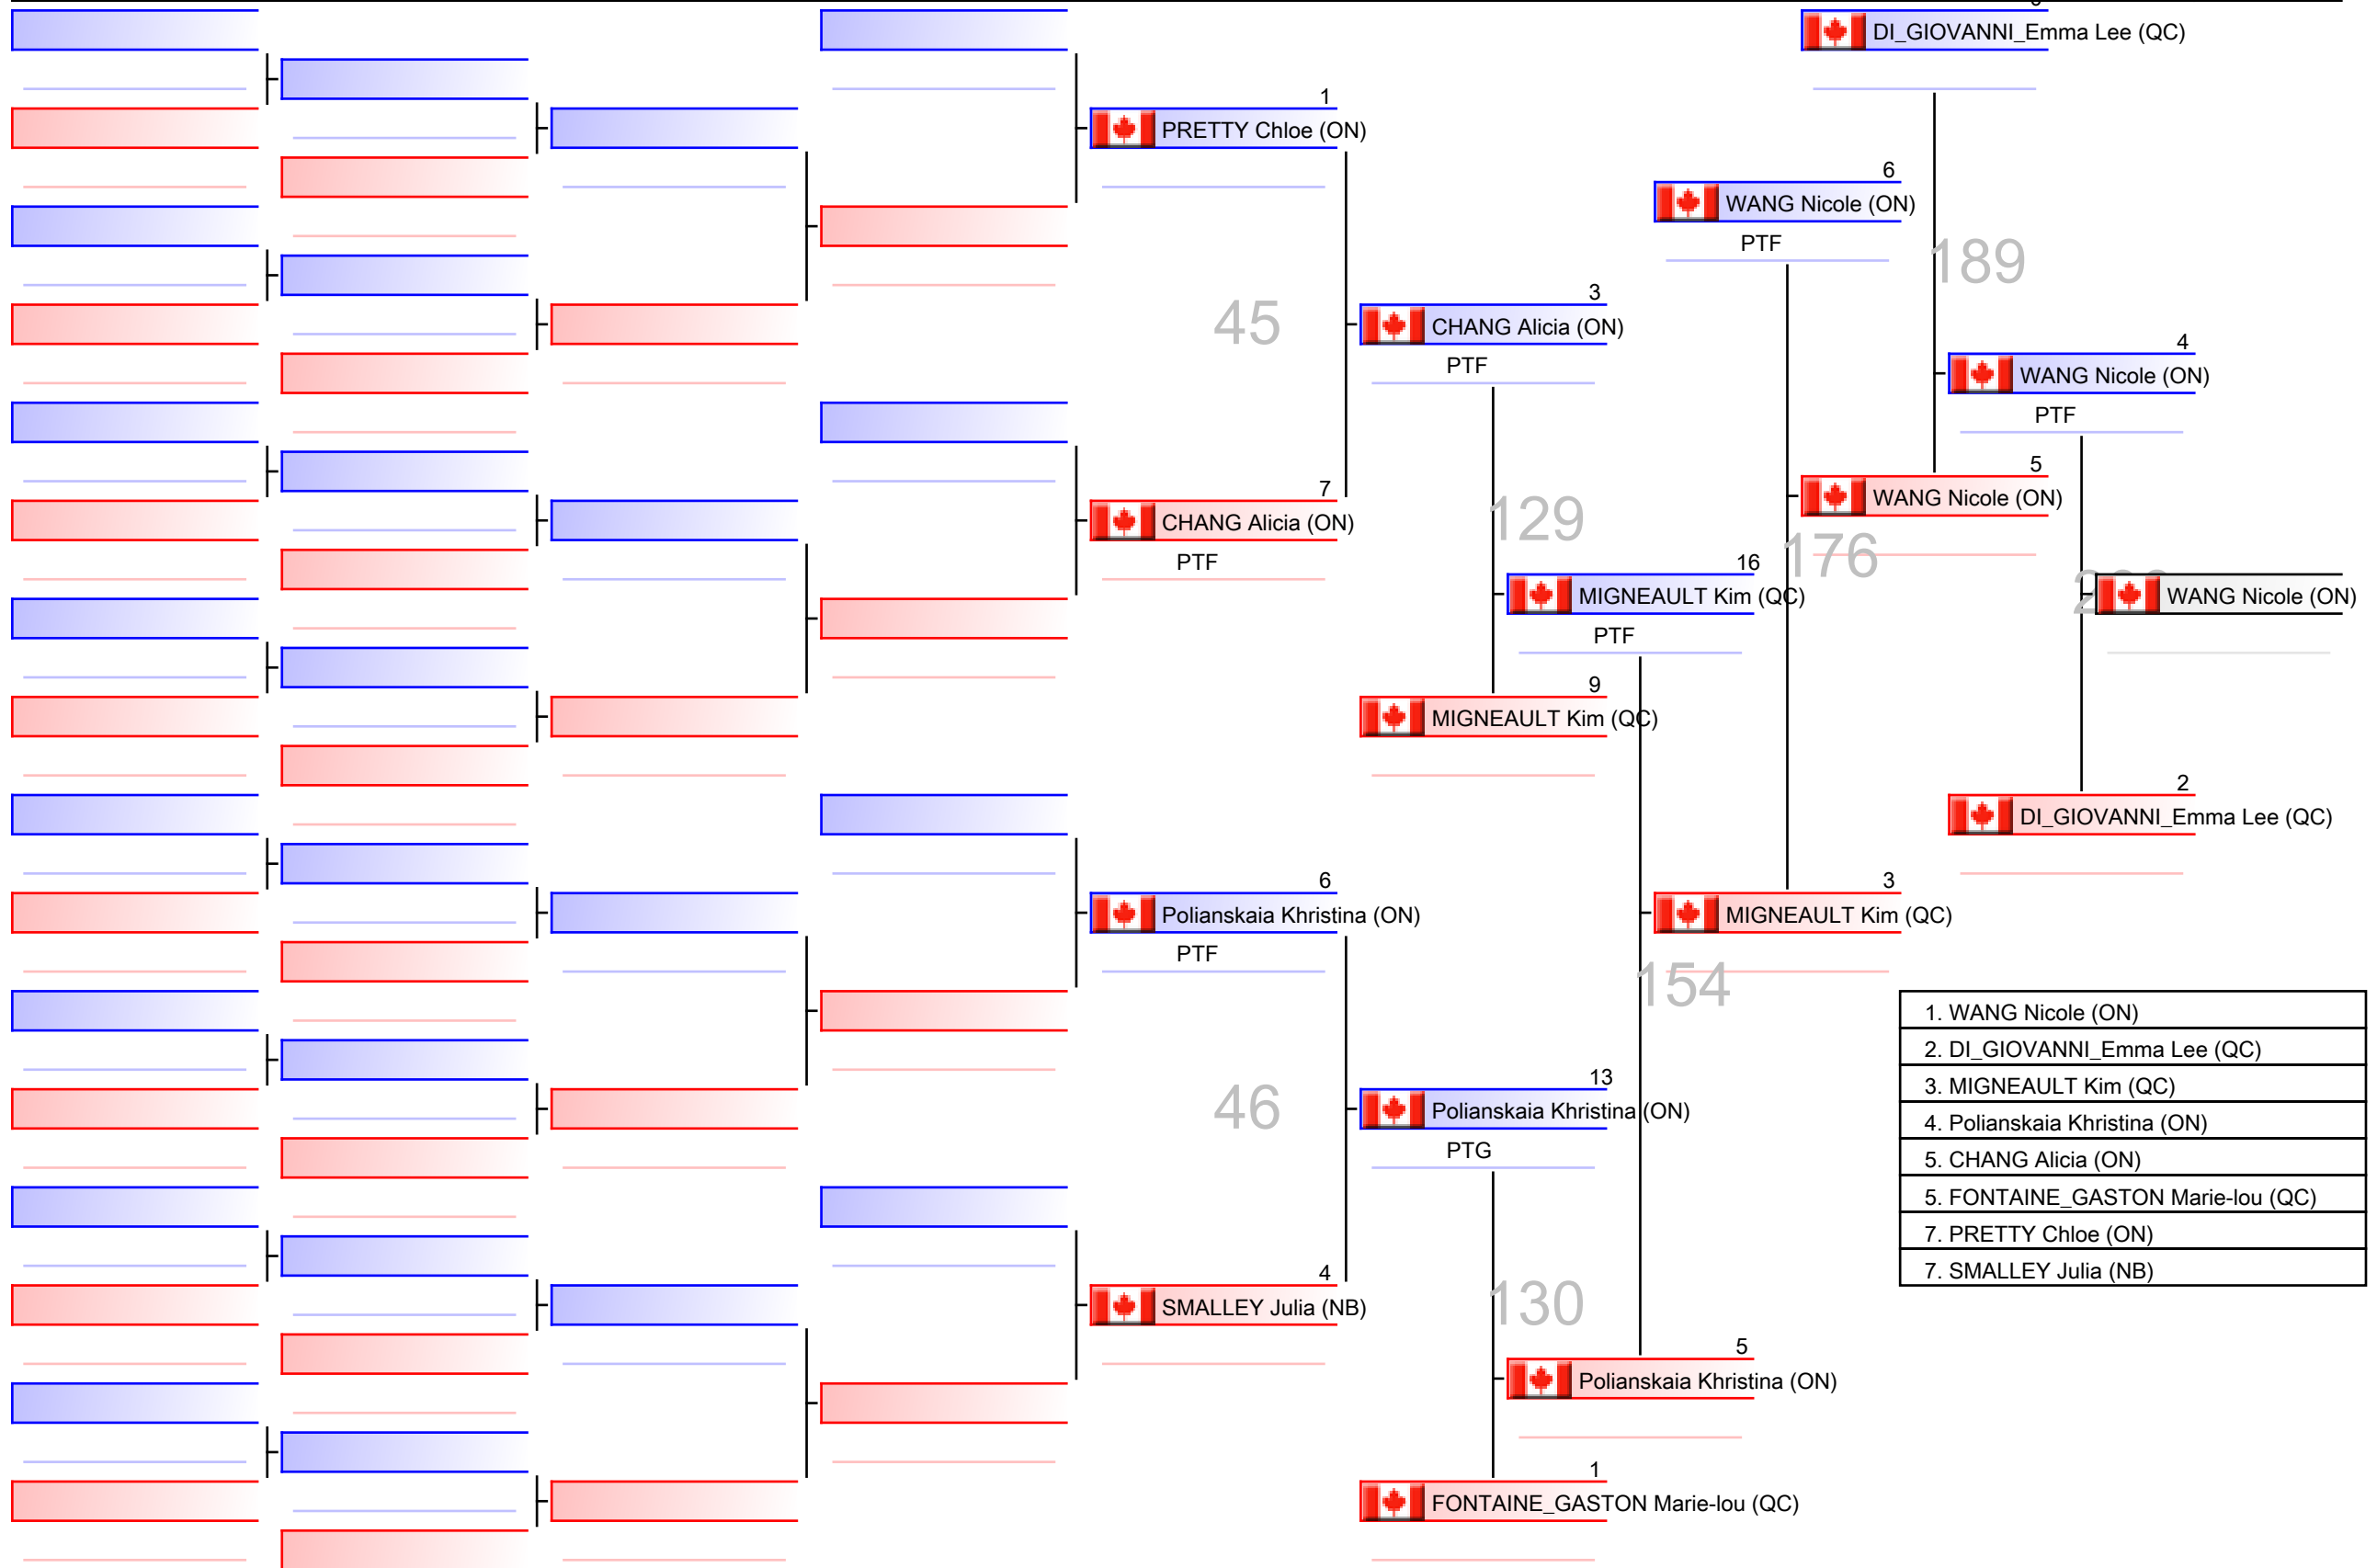 DI_GIOVANNI_Emma Lee (QC)
1
PRETTY Chloe (ON)
6
WANG Nicole (ON)
PTF
189
45
3
CHANG Alicia (ON)
PTF
4
WANG Nicole (ON)
PTF
7
CHANG Alicia (ON)
PTF
129
5
WANG Nicole (ON)
176
16
MIGNEAULT Kim (QC)
PTF
WANG Nicole (ON)
9
MIGNEAULT Kim (QC)
2
DI_GIOVANNI_Emma Lee (QC)
6
Polianskaia Khristina (ON)
PTF
3
MIGNEAULT Kim (QC)
154
46
13
Polianskaia Khristina (ON)
PTG
4
SMALLEY Julia (NB)
130
5
Polianskaia Khristina (ON)
1
FONTAINE_GASTON Marie-lou (QC)
1. WANG Nicole (ON)
2. DI_GIOVANNI_Emma Lee (QC)
3. MIGNEAULT Kim (QC)
4. Polianskaia Khristina (ON)
5. CHANG Alicia (ON)
5. FONTAINE_GASTON Marie-lou (QC)
7. PRETTY Chloe (ON)
7. SMALLEY Julia (NB)